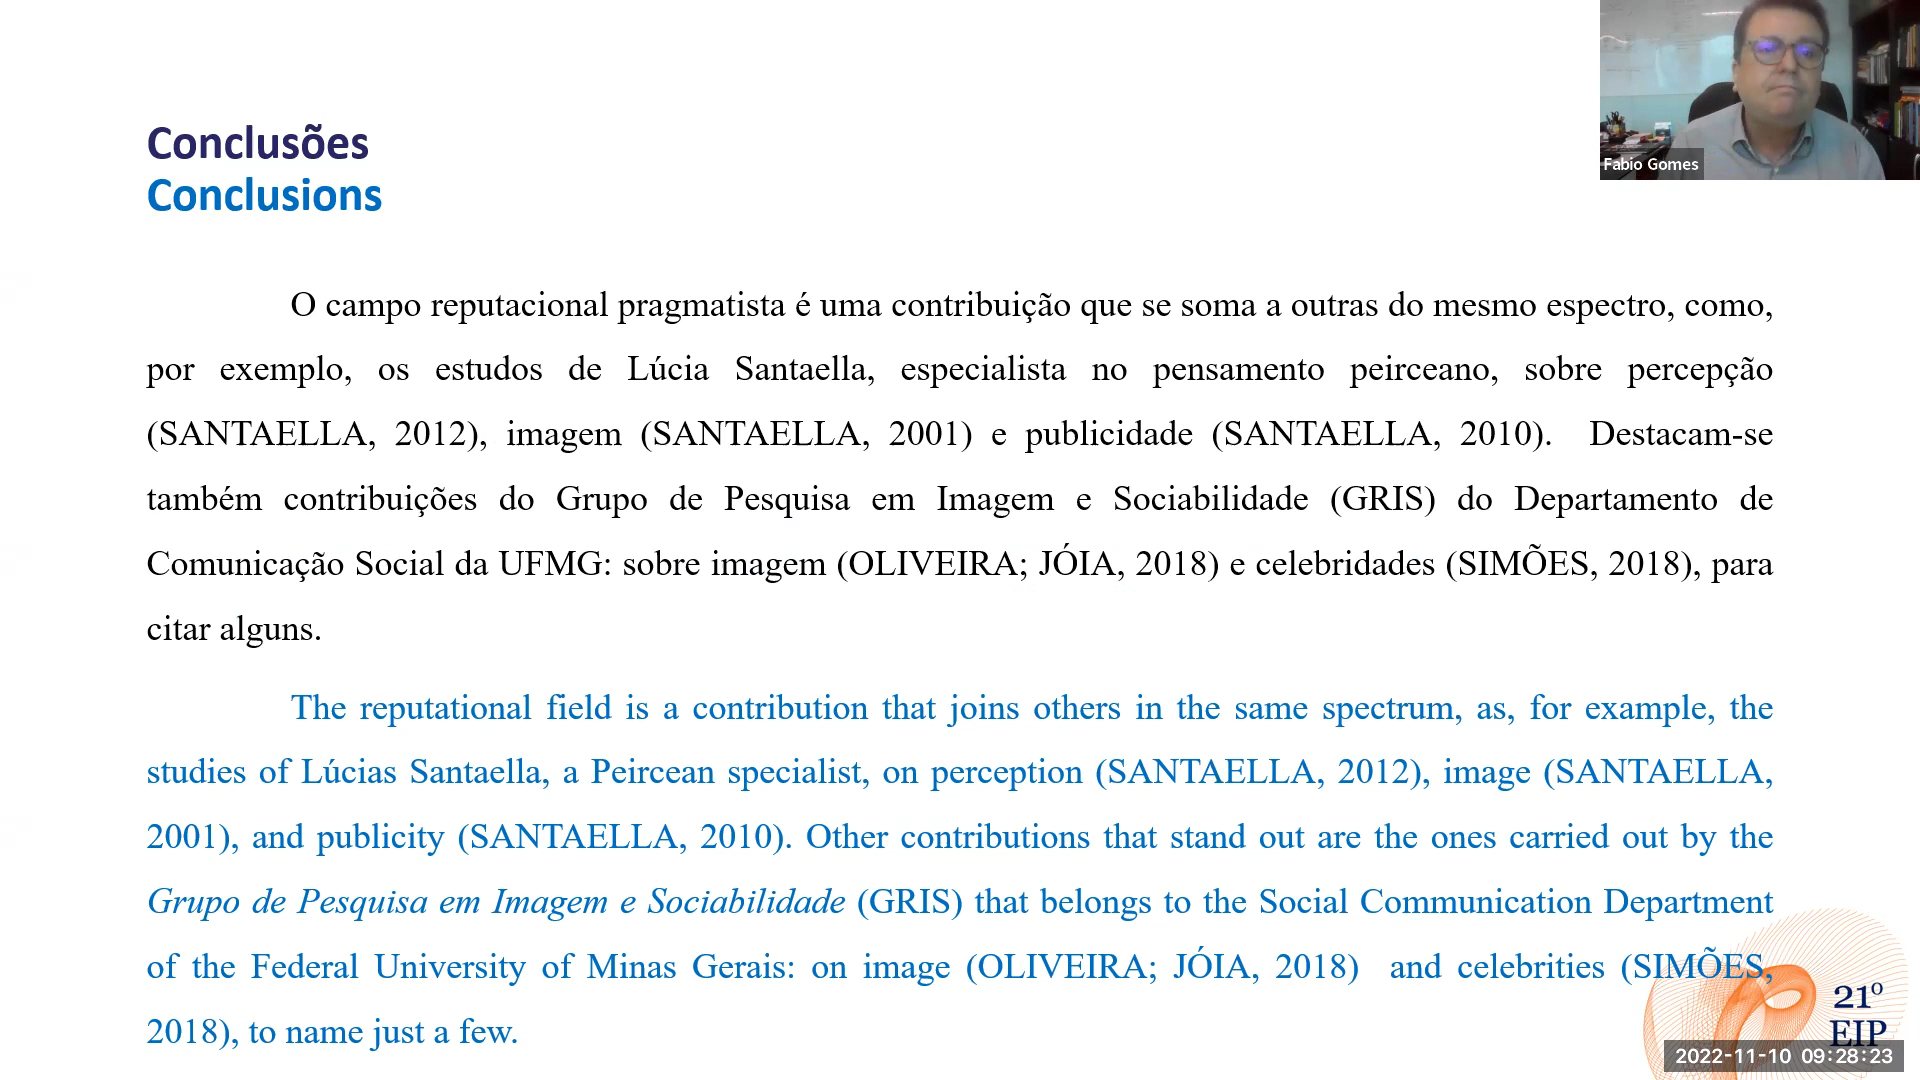 Conclusões
Conclusions
Fabio Gomes
O campo reputacional pragmatista é uma contribuição que se soma a outras do mesmo espectro, como,
por exemplo, os estudos de Lúcia Santaella, especialista no pensamento peirceano, sobre percepção
(SANTAELLA, 2012), imagem (SANTAELLA, 2001) e publicidade (SANTAELLA, 2010). Destacam-se
também contribuições do Grupo de Pesquisa em Imagem e Sociabilidade (GRIS) do Departamento de
Comunicação Social da UFMG: sobre imagem (OLIVEIRA; JÓIA, 2018) e celebridades (SIMÕES, 2018), para
citar alguns.
The reputational field is a contribution that joins others in the same spectrum, as, for example, the
studies of Lúcias Santaella, a Peircean specialist, on perception (SANTAELLA, 2012), image (SANTAELLA,
2001), and publicity (SANTAELLA, 2010). Other contributions that stand out are the ones carried out by the
Grupo de Pesquisa em Imagem e Sociabilidade (GRIS) that belongs to the Social Communication Department
of the Federal University of Minas Gerais: on image (OLIVEIRA; JÓIA, 2018) and celebrities (SIMÕES,
2018), to name just a few.
21º
EIP
2022-11-10 09:28:23